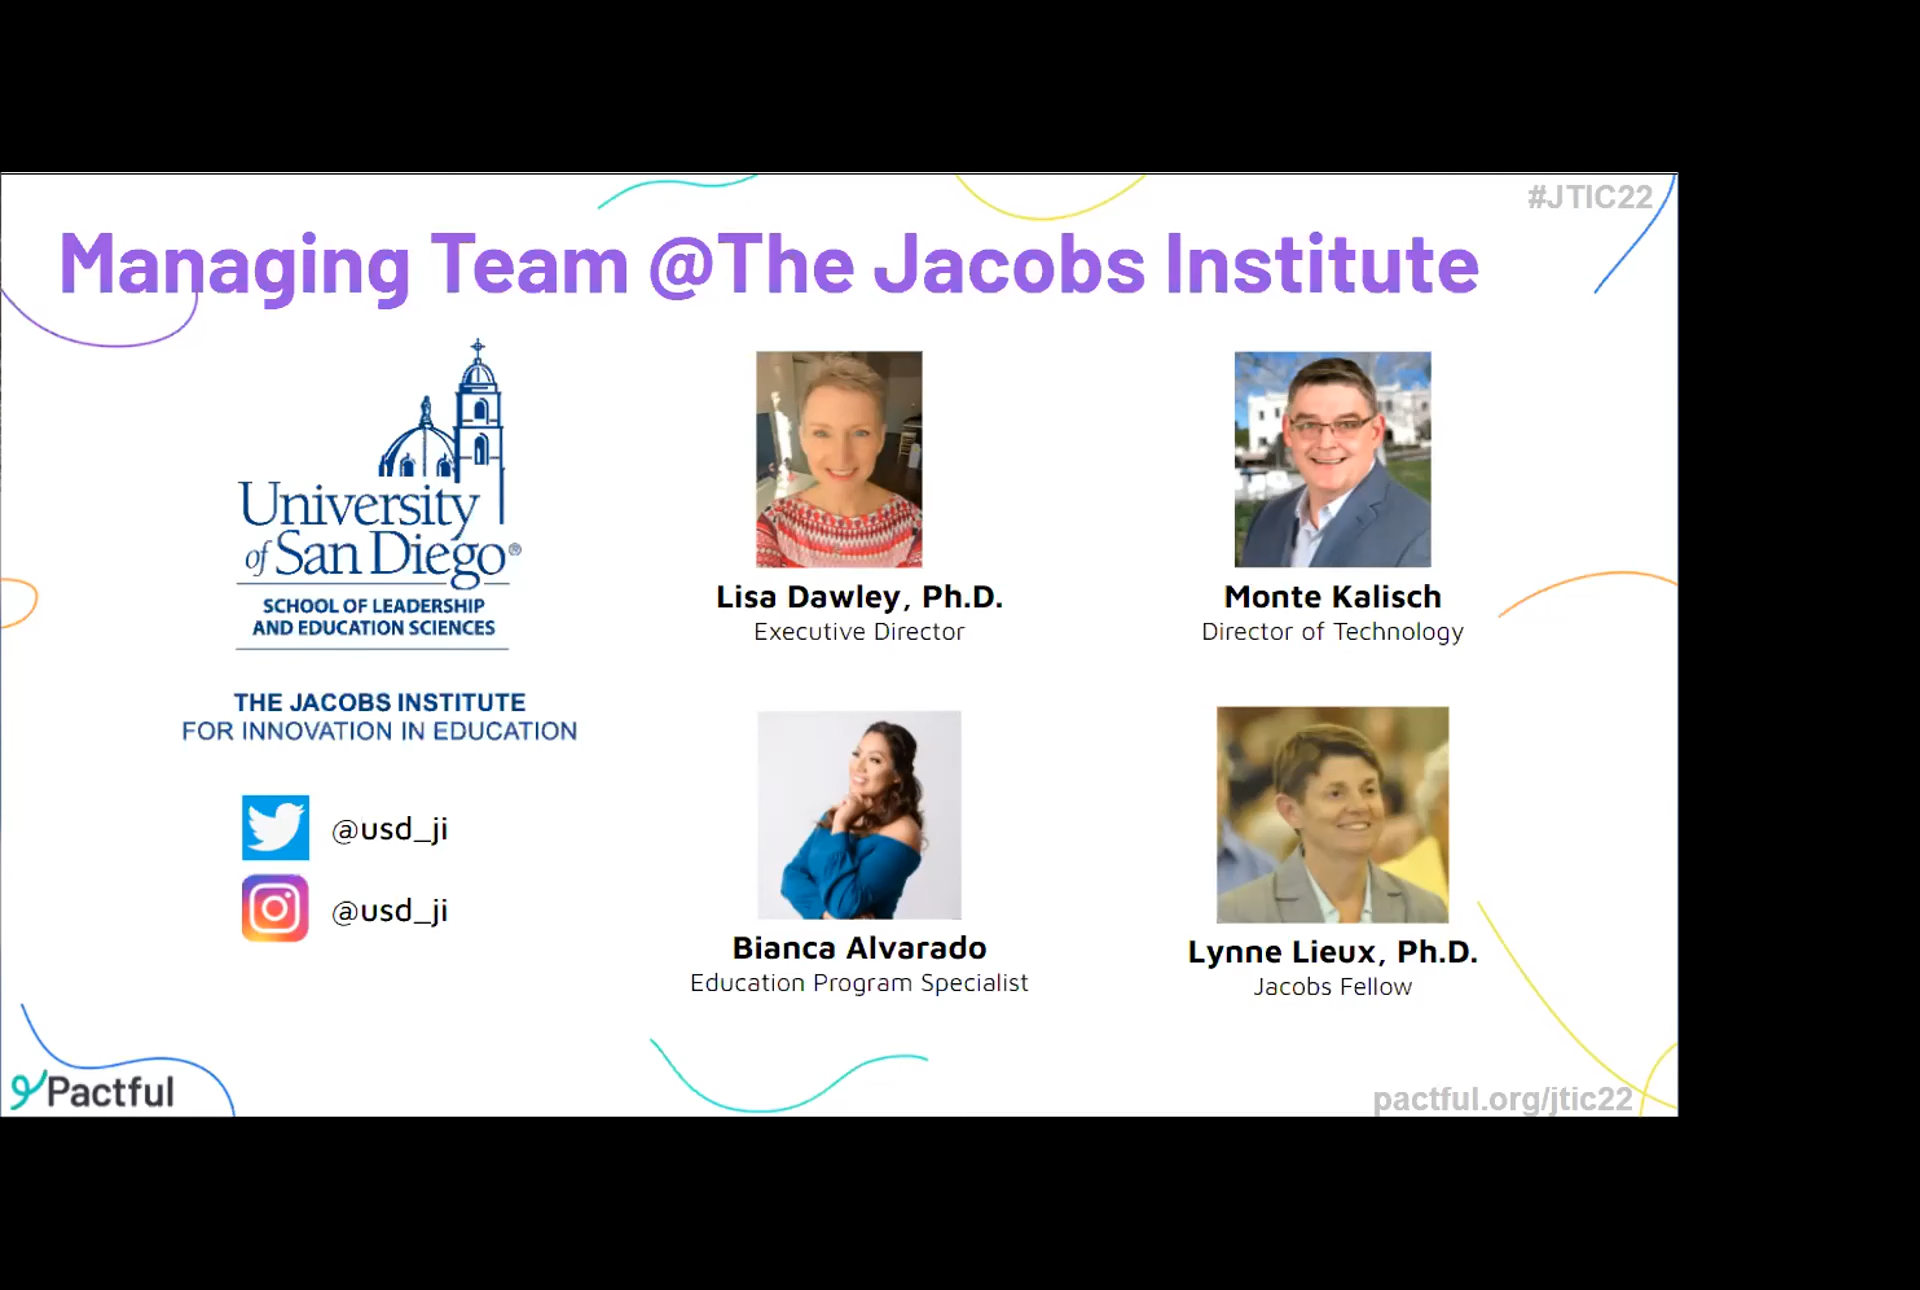 #JTIC22
Managing Team @The Jacobs Institute
University
of San Diego®
SCHOOL OF LEADERSHIP
AND EDUCATION SCIENCES
THE JACOBS INSTITUTE
FOR INNOVATION IN EDUCATION
@usd_ji
@usd_ji
Lisa Dawley, Ph.D.
Executive Director
Monte Kalisch
Director of Technology
Bianca Alvarado
Education Program Specialist
Lynne Lieux, Ph.D.
Jacobs Fellow
Pactful
pactful.org/jtic22